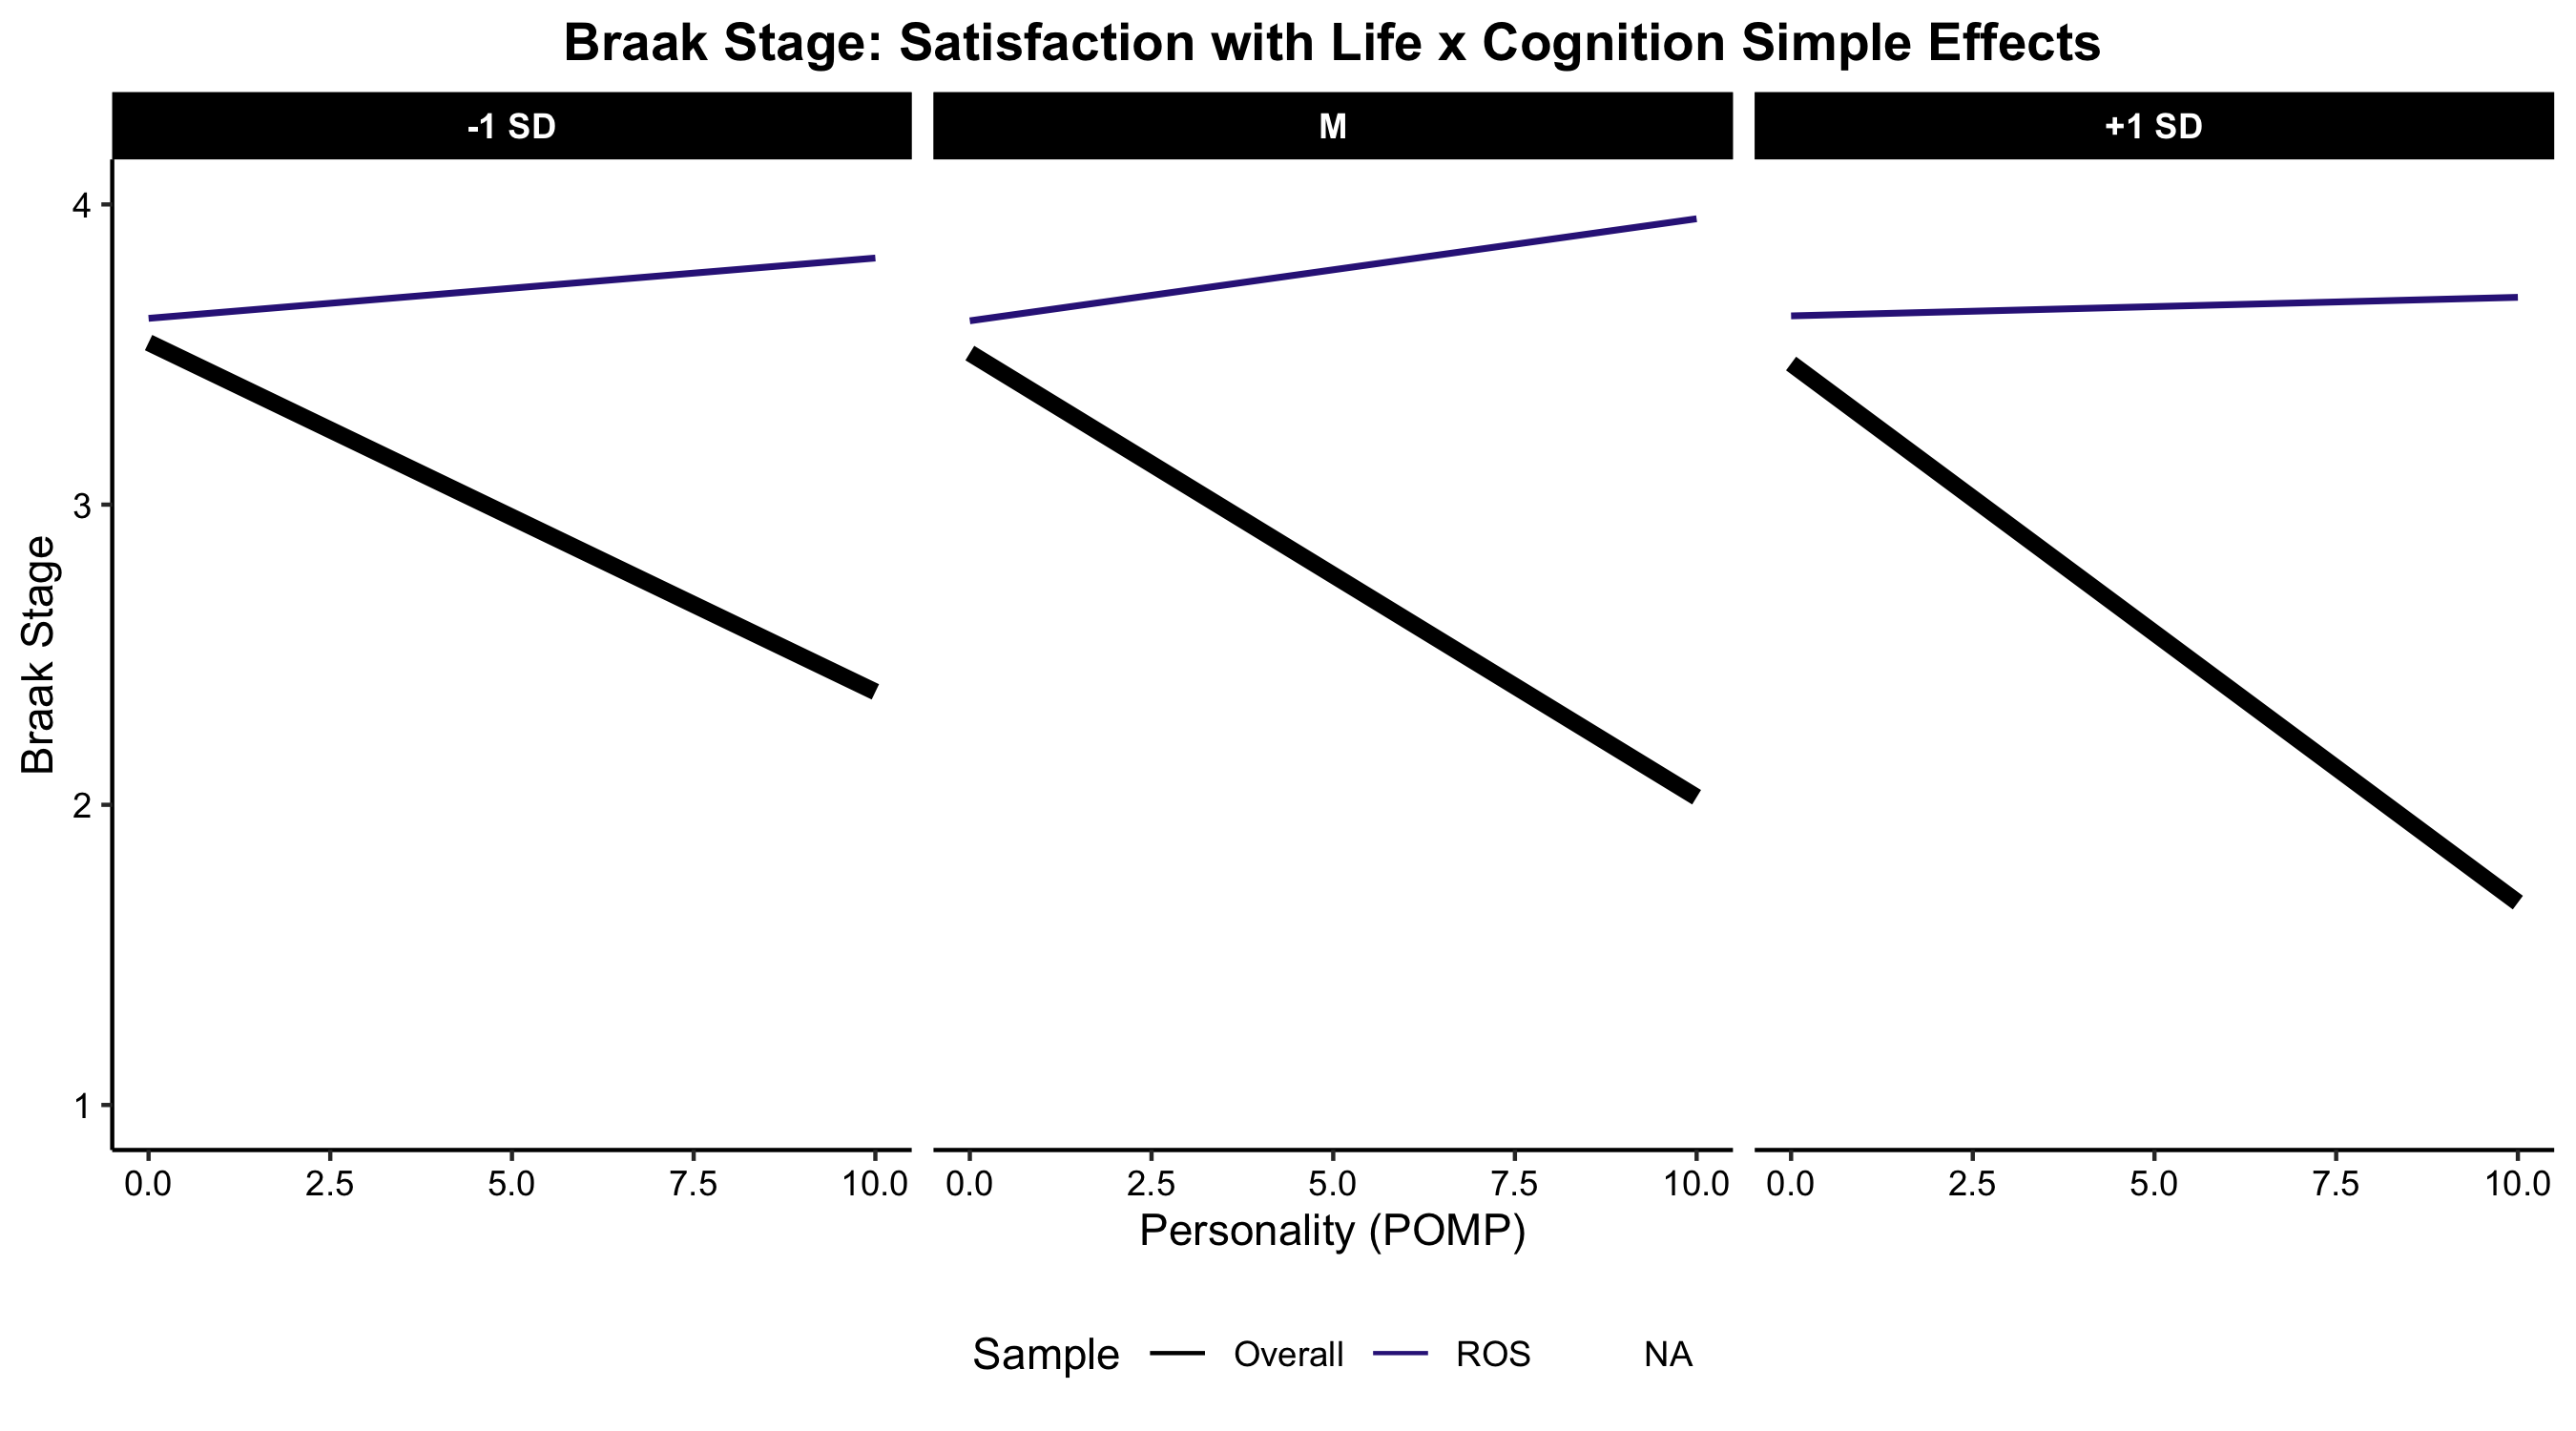 Braak Stage: Satisfaction with Life x Cognition Simple Effects
-1 SD M +1 SD
Braak Stage
4
3
2
1
0.0 2.5 5.0 7.5 10.0 0.0 2.5 5.0 7.5 10.0 0.0 2.5 5.0 7.5 10.0
Personality (POMP)
Sample Overall ROS NA